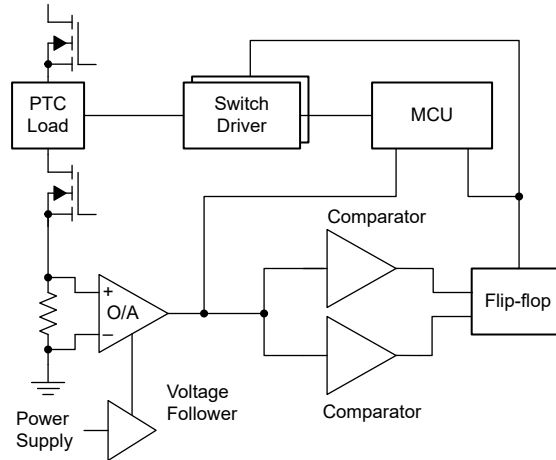 PTC
Load
Switch
Driver
MCU
Comparator
+
O/A
−
Flip-flop
Voltage
Follower
Comparator
Power
Supply